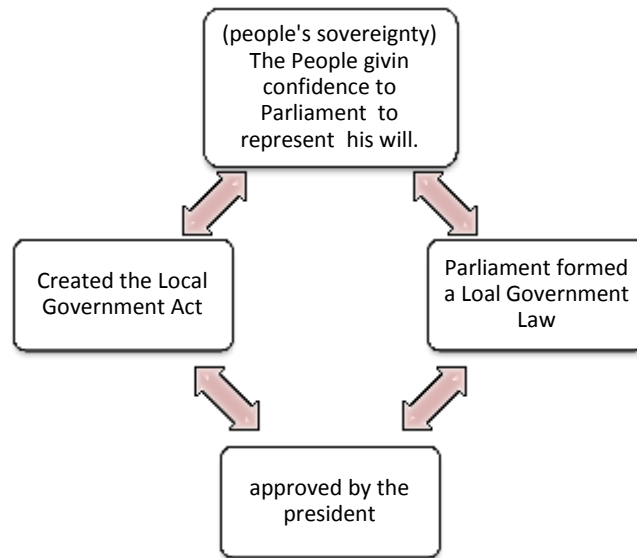 (people's sovereignty)
The People givin
confidence to
Parliament to
represent his will.
Created the Local
Government Act
Parliament formed
a Loal Government
Law
approved by the
president